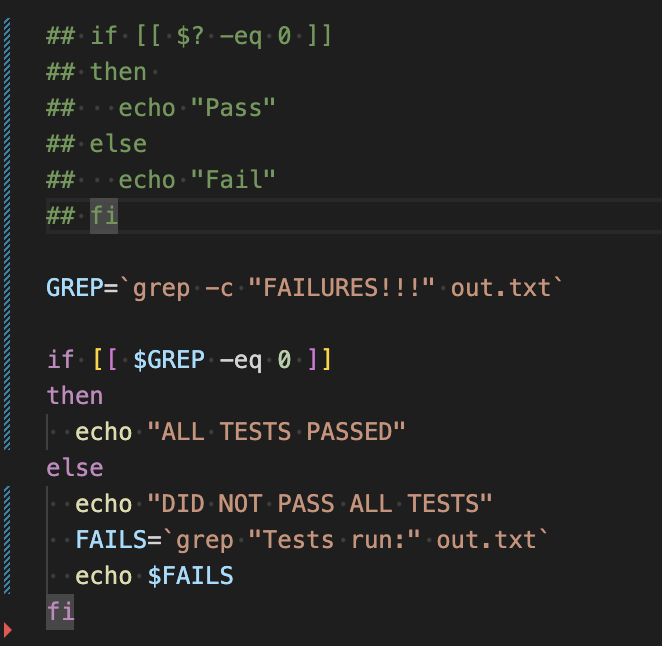 ## if [[ $? -eq 0 ]]
## then
##   echo "Pass"
## else
##   echo "Fail"
## fi
GREP=`grep -c "FAILURES!!!" out.txt`
if [[ $GREP -eq 0 ]]
then
  echo "ALL TESTS PASSED"
else
  echo "DID NOT PASS ALL TESTS"
  FAILS=`grep "Tests run:" out.txt`
  echo $FAILS
fi